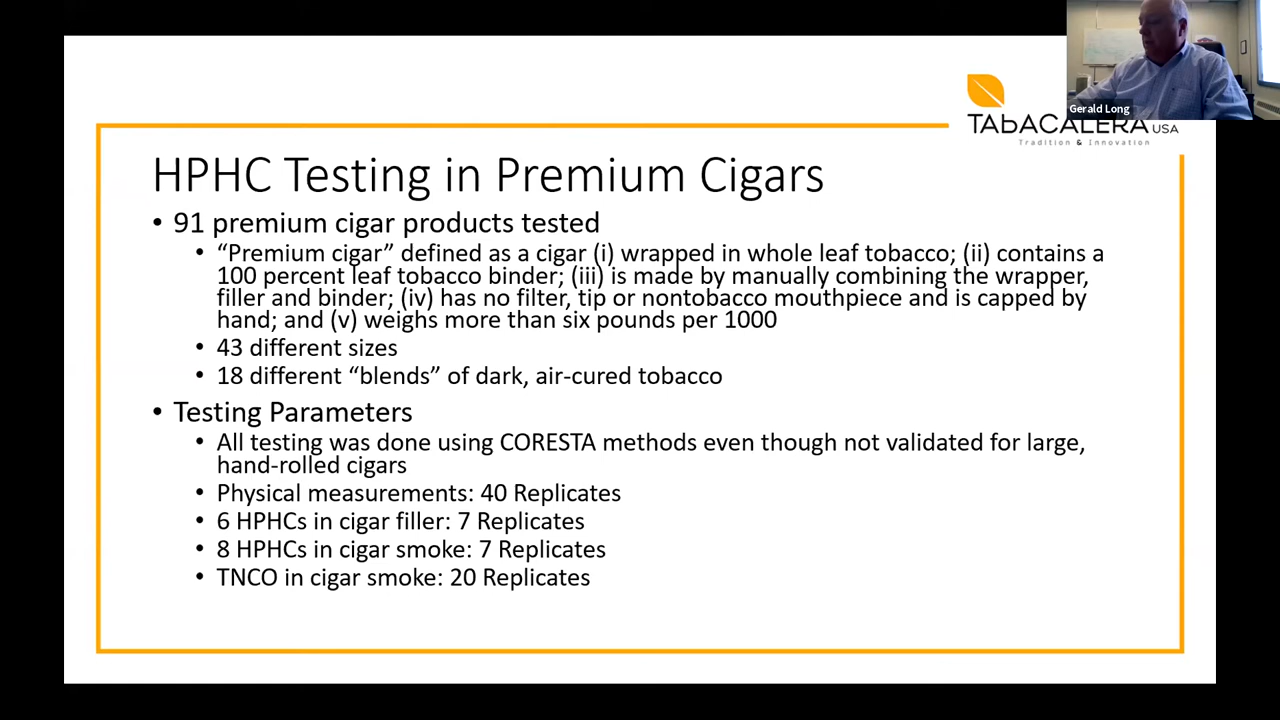 Gerald Long
TABACALERA USA
Tradition & Innovation
HPHC Testing in Premium Cigars
• 91 premium cigar products tested
• “Premium cigar” defined as a cigar (i) wrapped in whole leaf tobacco; (ii) contains a
100 percent leaf tobacco binder; (iii) is made by manually combining the wrapper,
filler and binder; (iv) has no filter, tip or nontobacco mouthpiece and is capped by
hand; and (v) weighs more than six pounds per 1000
• 43 different sizes
• 18 different “blends” of dark, air-cured tobacco
• Testing Parameters
• All testing was done using CORESTA methods even though not validated for large,
hand-rolled cigars
• Physical measurements: 40 Replicates
• 6 HPHCs in cigar filler: 7 Replicates
• 8 HPHCs in cigar smoke: 7 Replicates
• TNCO in cigar smoke: 20 Replicates